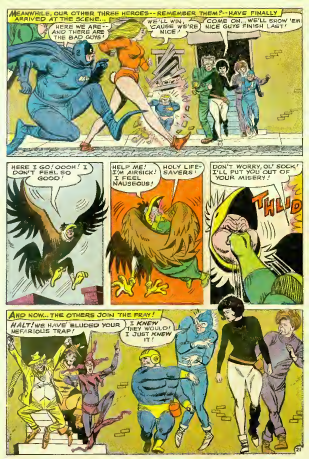 MEANWHILE, OUR OTHER THREE HEROES--REMEMBER THEM?--HAVE FINALLY
ARRIVED AT THE SCENE...
HERE WE ARE--
AND THERE
ARE THE
BAD GUYS!
WE'LL WIN,
'CAUSE WE'RE
NICE!
COME ON... WE'LL SHOW 'EM
NICE GUYS FINISH LAST!
HERE I GO! OOOH! I
DON'T FEEL SO
GOOD!
HELP ME!
I'M AIRSICK!
I FEEL
NAUSEOUS!
HOLY LIFE-
SAVERS!
DON'T WORRY, OL' SOCK!
I'LL PUT YOU OUT OF
YOUR MISERY!
THLUD
AND NOW... THE OTHERS JOIN THE FRAY!
HALT! WE HAVE ELUDED YOUR
NEFARIOUS TRAP!
I KNEW
THEY WOULD!
I JUST
KNEW IT!
21